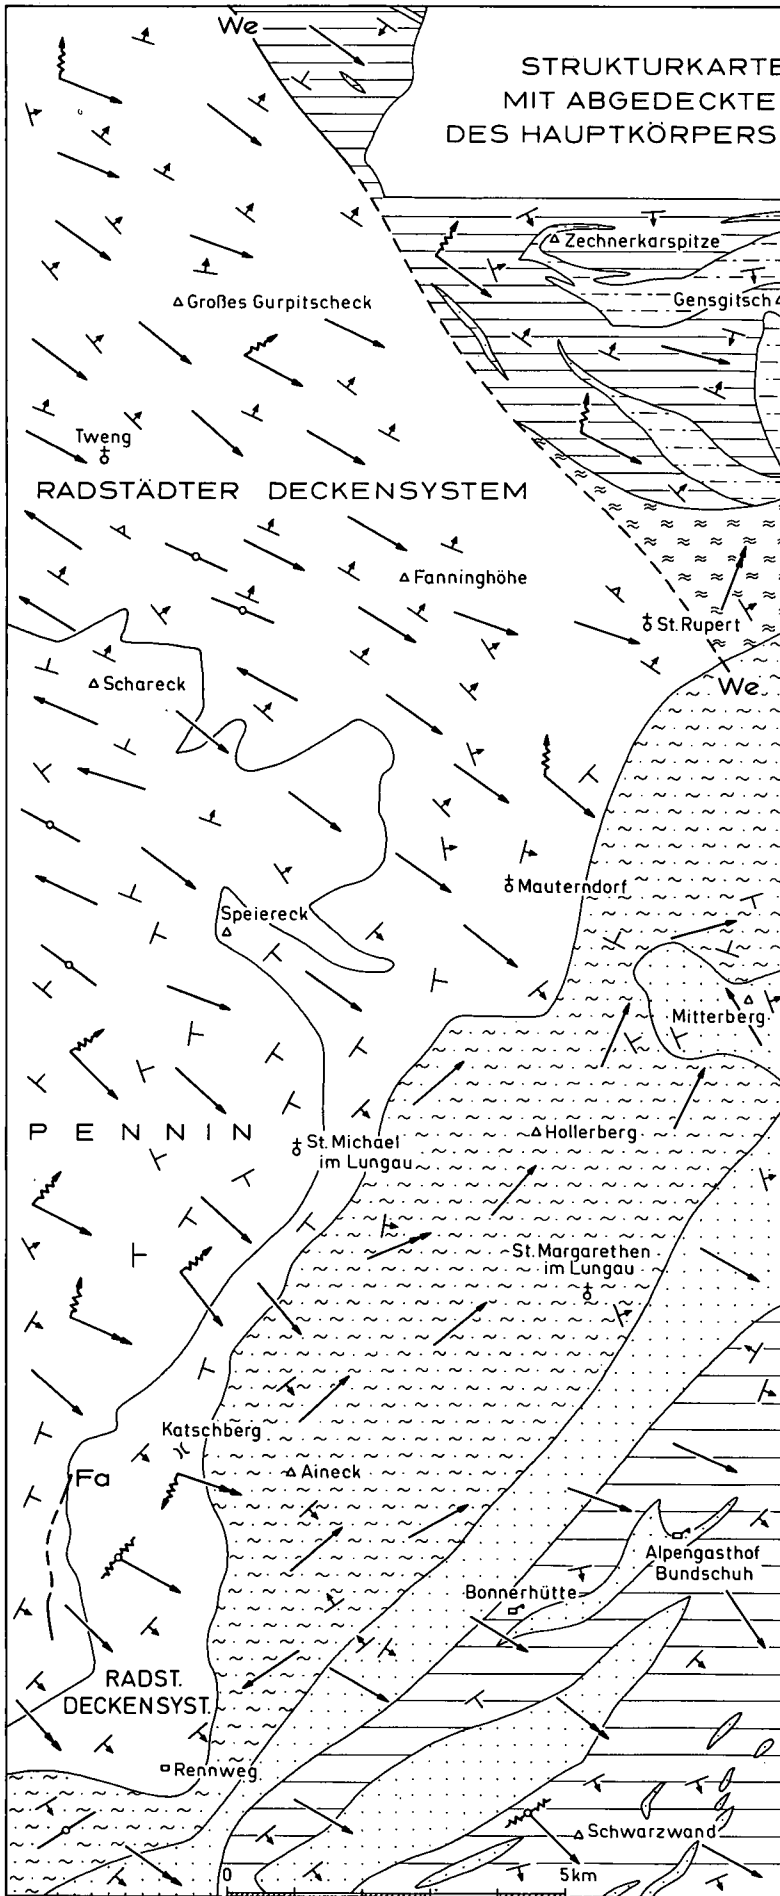 We
STRUKTURKARTE
MIT ABGEDECKTE
DES HAUPTKÖRPERS
Zechnerkarspitze
Gensgitsch
Großes Gurpitscheck
Tweng
RADSTÄDTER DECKENSYSTEM
Fanninghöhe
St. Rupert
Schareck
We
Mauterndorf
Speiereck
Mitterberg
PENNIN
Hollerberg
St. Michael
im Lungau
St. Margarethen
im Lungau
Katschberg
Fa
Aineck
Alpengasthof
Bundschuh
Bonnerhütte
RADST.
DECKENSYST.
Rennweg
Schwarzwand
0 5km